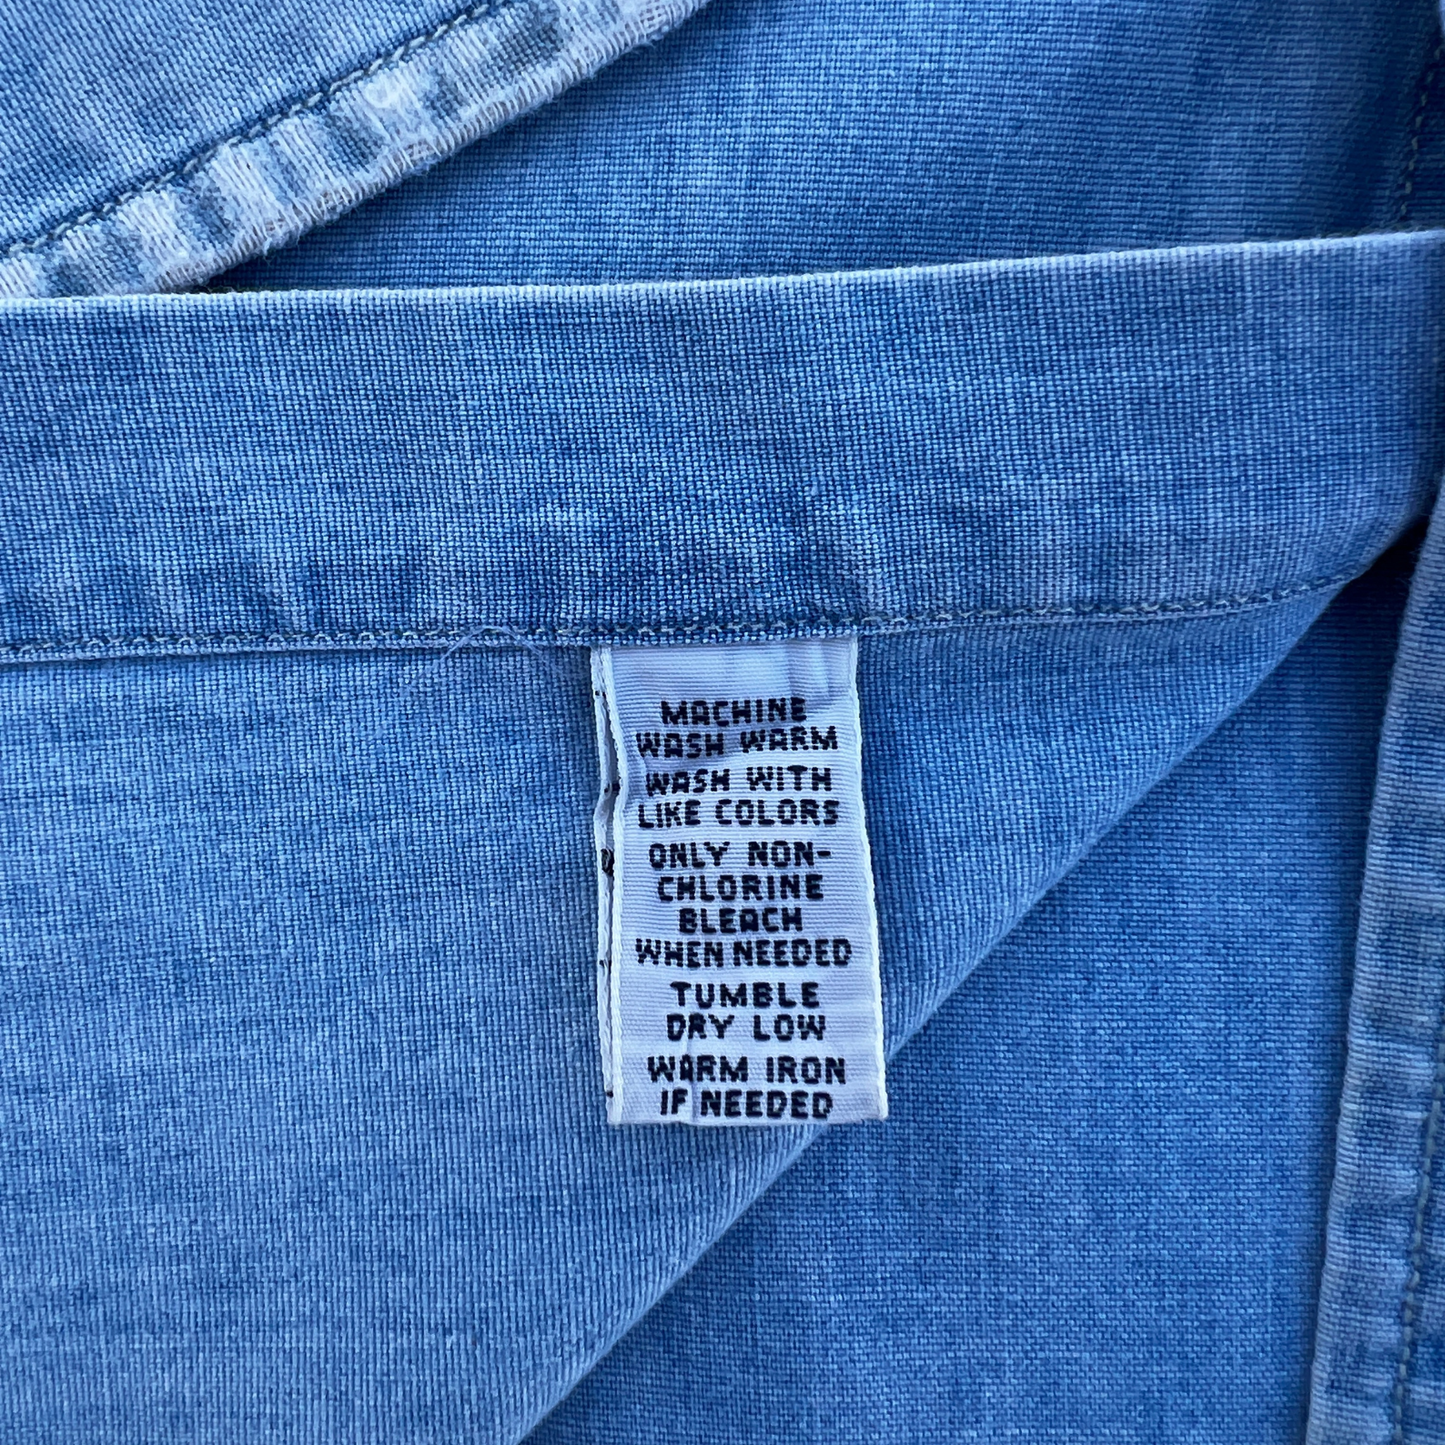 MACHINE
WASH WARM
WASH WITH
LIKE COLORS
ONLY NON-
CHLORINE
BLEACH
WHEN NEEDED
TUMBLE
DRY LOW
WARM IRON
IF NEEDED